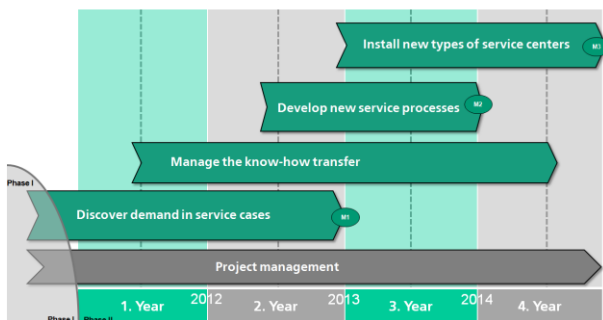 Install new types of service centers
M3
Develop new service processes
M2
Manage the know-how transfer
Phase I
Discover demand in service cases
M1
Project management
2012
2013
2014
1. Year
2. Year
3. Year
4. Year
Phase I
Phase II